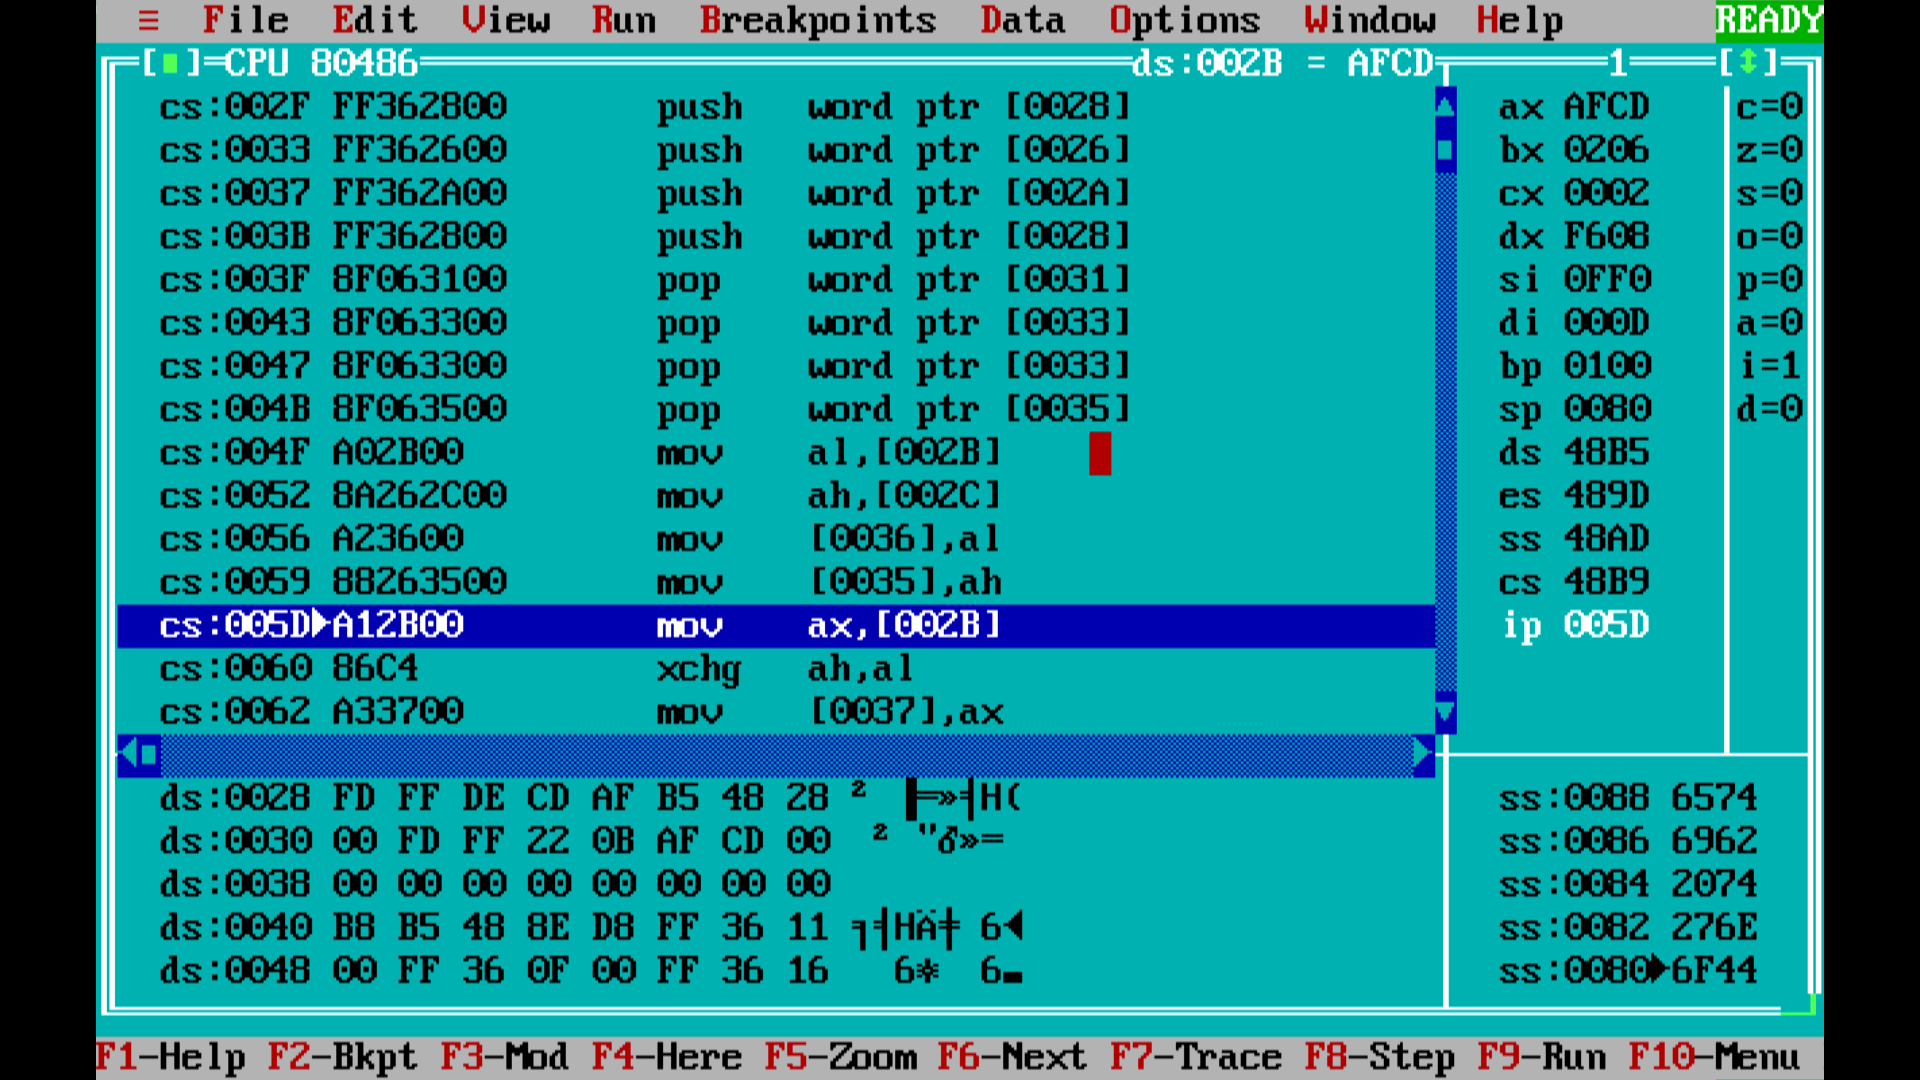 ≡ File Edit View Run Breakpoints Data Options Window Help READY
[■]=CPU 80486 ds:002B = AFCD 1 [↕]
cs:002F FF362800 push word ptr [0028] ax AFCD c=0
cs:0033 FF362600 push word ptr [0026] bx 0206 z=0
cs:0037 FF362A00 push word ptr [002A] cx 0002 s=0
cs:003B FF362800 push word ptr [0028] dx F608 o=0
cs:003F 8F063100 pop word ptr [0031] si 0FF0 p=0
cs:0043 8F063300 pop word ptr [0033] di 000D a=0
cs:0047 8F063300 pop word ptr [0033] bp 0100 i=1
cs:004B 8F063500 pop word ptr [0035] sp 0080 d=0
cs:004F A02B00 mov al,[002B] ds 48B5
cs:0052 8A262C00 mov ah,[002C] es 489D
cs:0056 A23600 mov [0036],al ss 48AD
cs:0059 88263500 mov [0035],ah cs 48B9
cs:005D►A12B00 mov ax,[002B] ip 005D
cs:0060 86C4 xchg ah,al
cs:0062 A33700 mov [0037],ax
ds:0028 FD FF DE CD AF B5 48 28 ² ▐═»╡H( ss:0088 6574
ds:0030 00 FD FF 22 0B AF CD 00 ² "♂»═ ss:0086 6962
ds:0038 00 00 00 00 00 00 00 00 ss:0084 2074
ds:0040 B8 B5 48 8E D8 FF 36 11 ╕╡HÄ╪ 6◄ ss:0082 276E
ds:0048 00 FF 36 0F 00 FF 36 16 6☼ 6▬ ss:0080►6F44
F1-Help F2-Bkpt F3-Mod F4-Here F5-Zoom F6-Next F7-Trace F8-Step F9-Run F10-Menu